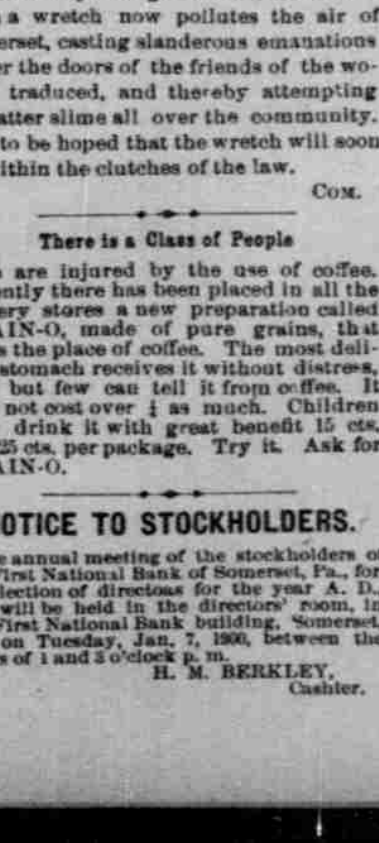 a wretch now pollutes the air of
erset, casting slanderous emanations
er the doors of the friends of the wo-
traduced, and thereby attempting
atter slime all over the community.
to be hoped that the wretch will soon
ithin the clutches of the law.
COM.
There is a Class of People
are injured by the use of coffee.
ently there has been placed in all the
ery stores a new preparation called
AIN-O, made of pure grains, that
s the place of coffee. The most deli-
stomach receives it without distress,
but few can tell it from coffee. It
not cost over ¼ as much. Children
drink it with great benefit 15 cts.
25 cts. per package. Try it. Ask for
AIN-O.
OTICE TO STOCKHOLDERS.
e annual meeting of the stockholders of
First National Bank of Somerset, Pa., for
lection of directors for the year A. D.,
will be held in the directors' room, in
First National Bank building, Somerset
on Tuesday, Jan. 7, 1900, between the
s of 1 and 3 o'clock p. m.
H. M. BERKLEY,
Cashier.